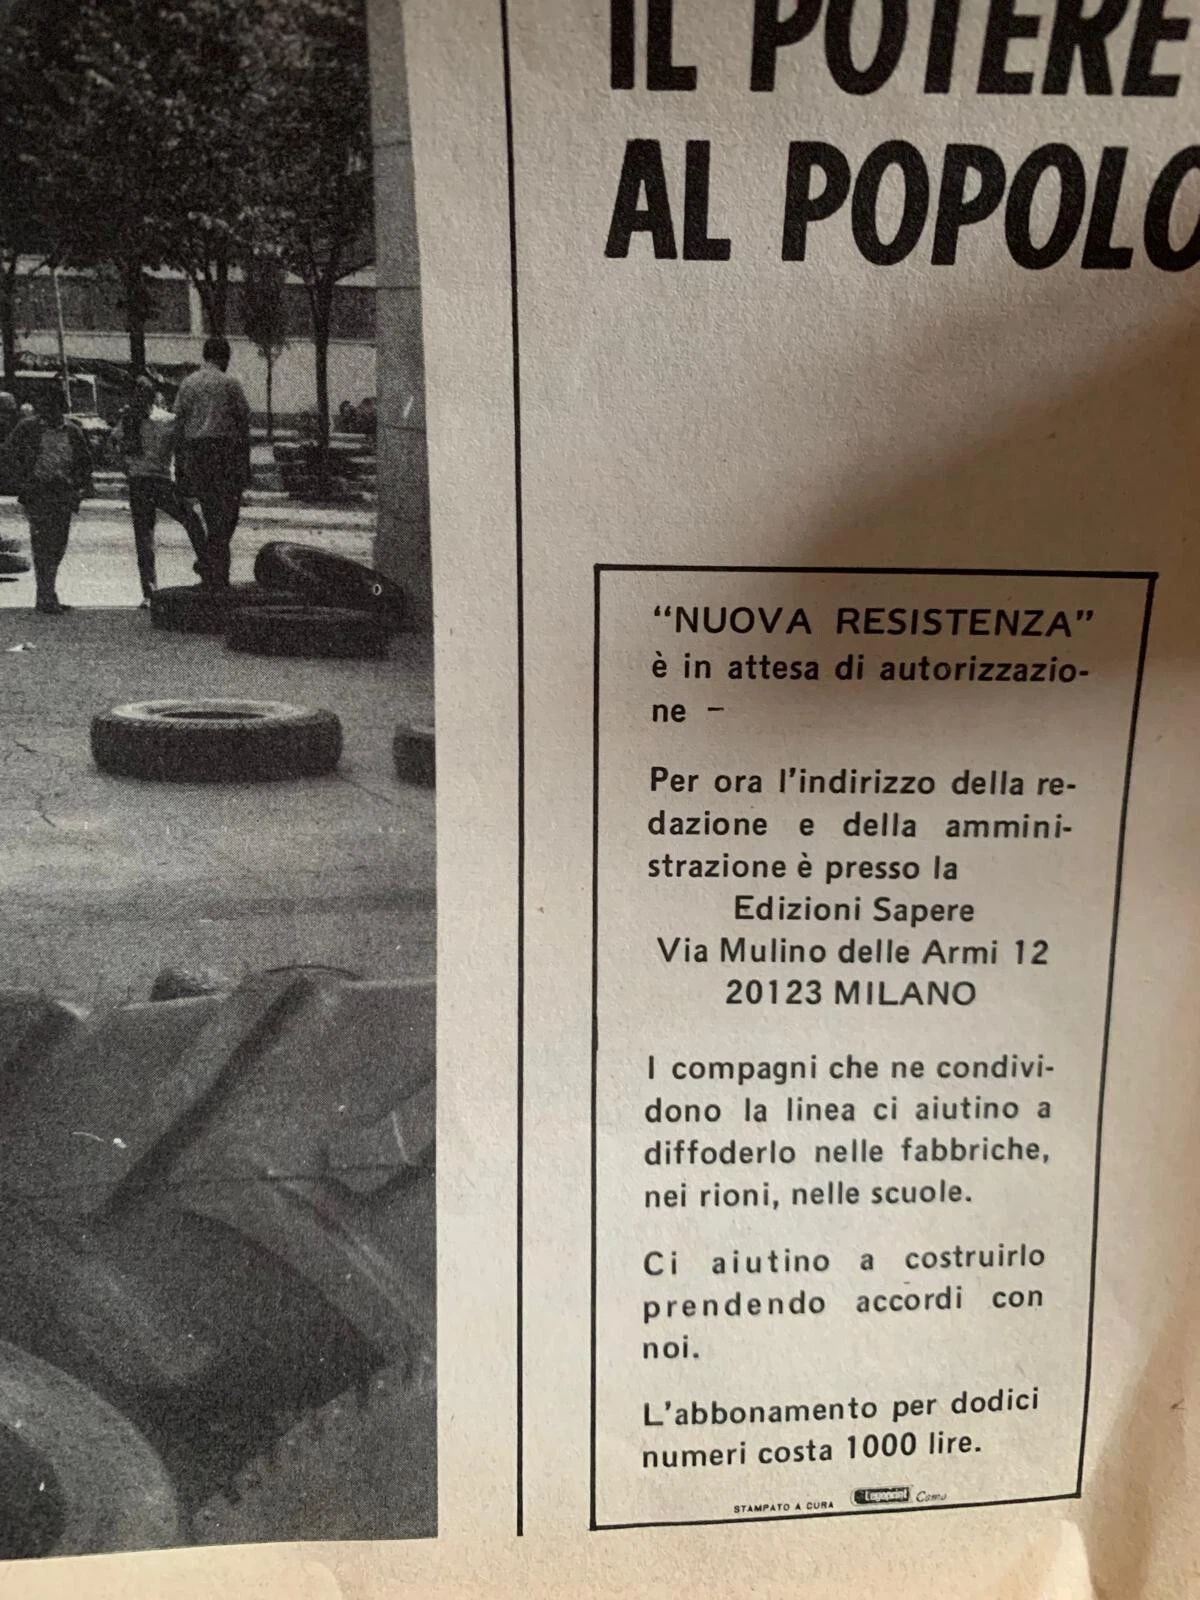 IL POTERE
AL POPOLO
“NUOVA RESISTENZA”
è in attesa di autorizzazio-
ne –
Per ora l'indirizzo della re-
dazione e della ammini-
strazione è presso la
Edizioni Sapere
Via Mulino delle Armi 12
20123 MILANO
I compagni che ne condivi-
dono la linea ci aiutino a
diffoderlo nelle fabbriche,
nei rioni, nelle scuole.
Ci aiutino a costruirlo
prendendo accordi con
noi.
L'abbonamento per dodici
numeri costa 1000 lire.
STAMPATO A CURA Legoprint Como